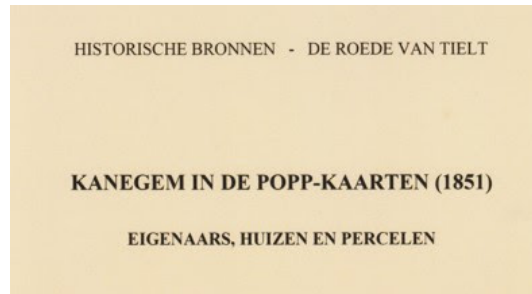 HISTORISCHE BRONNEN - DE ROEDE VAN TIELT
KANEGEM IN DE POPP-KAARTEN (1851)
EIGENAARS, HUIZEN EN PERCELEN